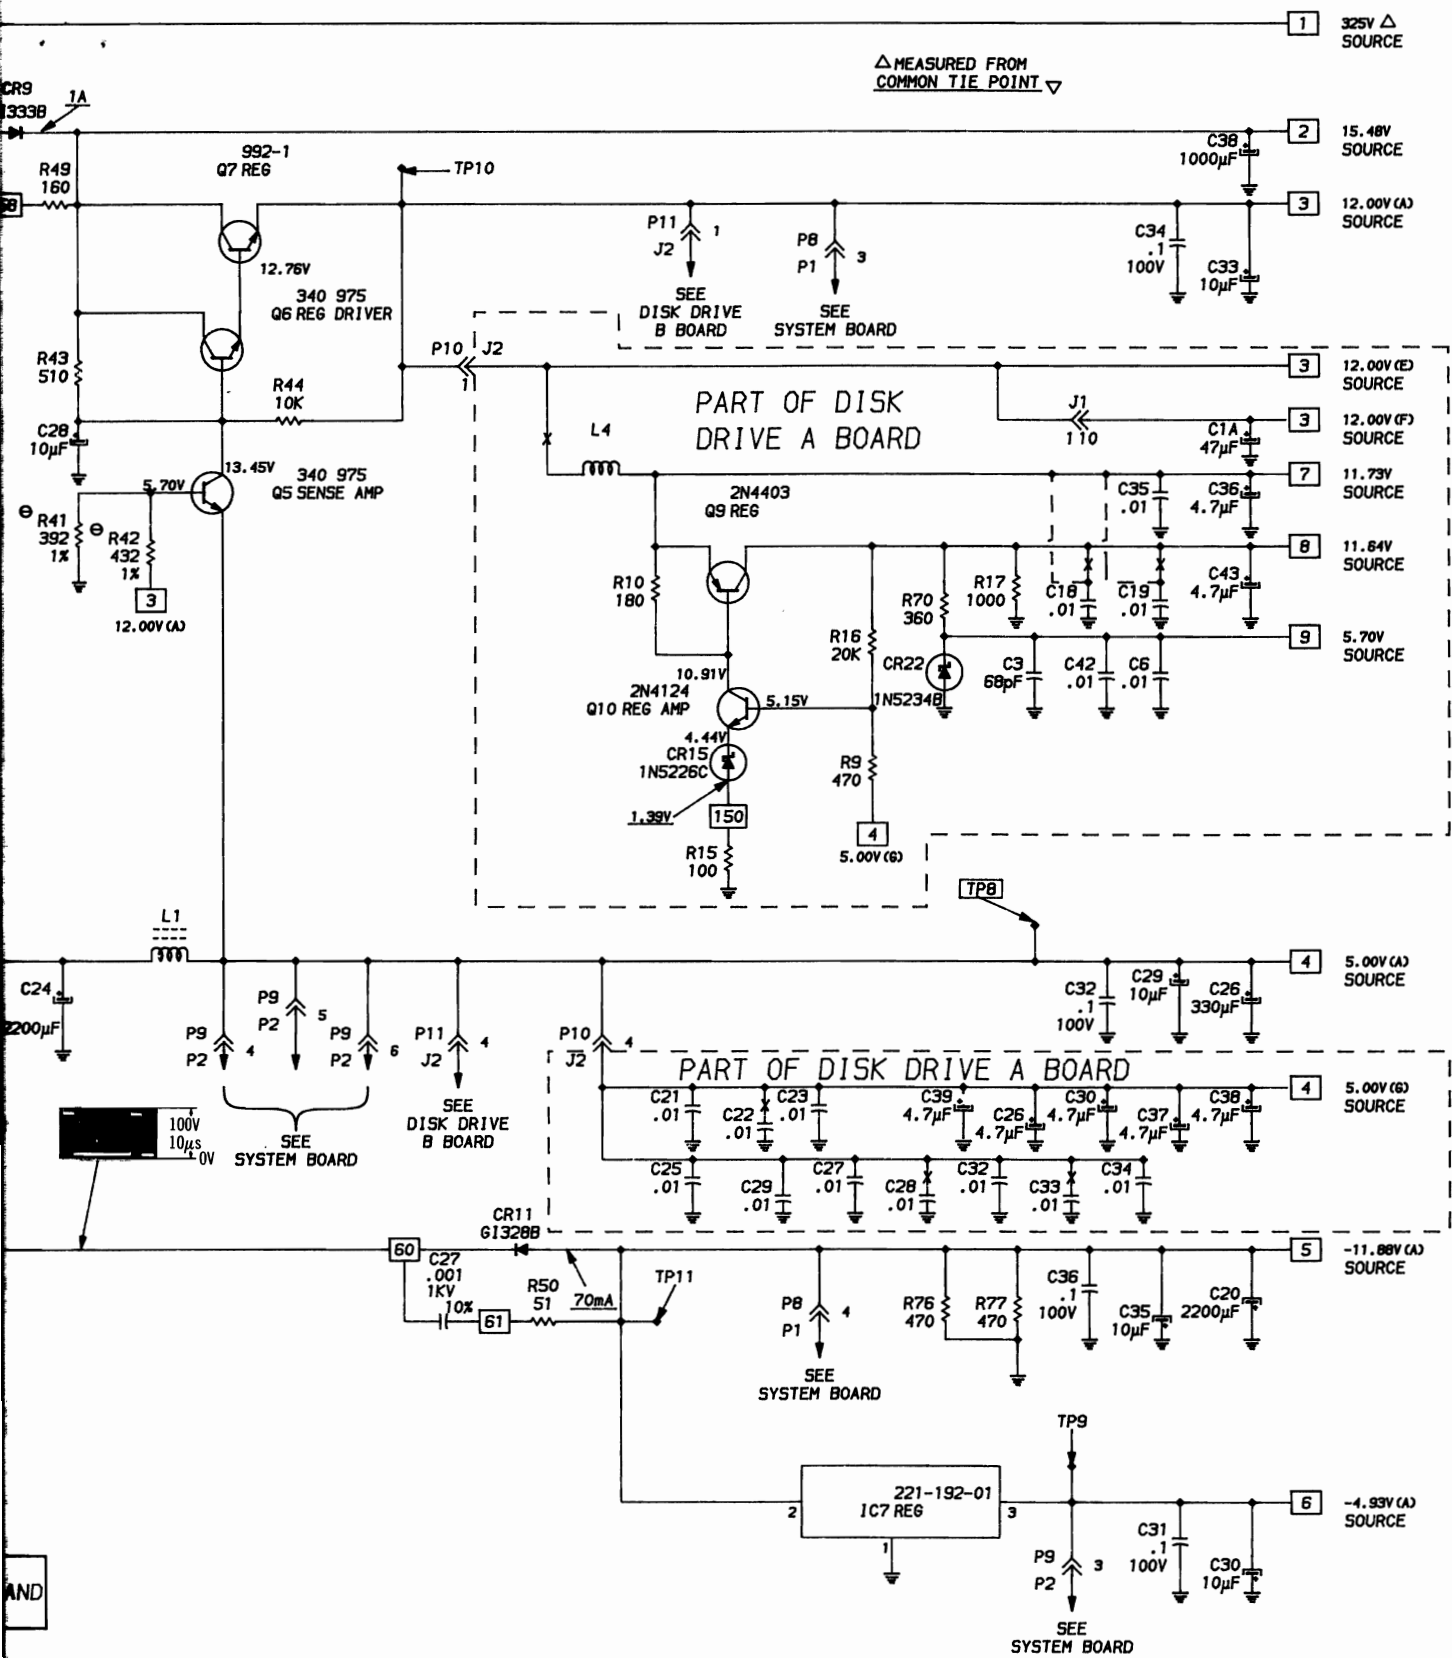 1
325V △
SOURCE
△ MEASURED FROM
COMMON TIE POINT ▽
CR9
1A
2
15.48V
SOURCE
C38
1000µF
992-1
Q7 REG
R49
160
TP10
3
12.00V(A)
SOURCE
P11
J2
1
P8
P1
3
C34
.1
100V
C33
10µF
12.76V
SEE
DISK DRIVE
B BOARD
SEE
SYSTEM BOARD
340 975
Q6 REG DRIVER
R43
510
R44
10K
P10
J2
1
3
12.00V(E)
SOURCE
PART OF DISK
DRIVE A BOARD
J1
110
3
12.00V(F)
SOURCE
C1A
47µF
C28
10µF
L4
13.45V
340 975
Q5 SENSE AMP
5.70V
7
11.73V
SOURCE
2N4403
Q9 REG
C35
.01
C36
4.7µF
⊖
R41
392
1%
⊖
R42
432
1%
3
12.00V(A)
8
11.64V
SOURCE
R10
180
R70
360
R17
1000
C18
.01
C19
.01
C43
4.7µF
R16
20K
9
5.70V
SOURCE
CR22
1N5234B
C3
68pF
C42
.01
C6
.01
10.91V
2N4124
Q10 REG AMP
5.15V
4.44V
CR15
1N5226C
1.39V
150
R9
470
4
5.00V(G)
R15
100
TP8
L1
4
5.00V(A)
SOURCE
C24
2200µF
P9
P2
4
P9
P2
5
P9
P2
6
P11
J2
4
P10
J2
4
C32
.1
100V
C29
10µF
C26
330µF
PART OF DISK DRIVE A BOARD
4
5.00V(G)
SOURCE
C21
.01
C22
.01
C23
.01
C39
4.7µF
C26
4.7µF
C30
4.7µF
C37
4.7µF
C38
4.7µF
SEE
DISK DRIVE
B BOARD
SEE
SYSTEM BOARD
100V
10µs
0V
C25
.01
C29
.01
C27
.01
C28
.01
C32
.01
C33
.01
C34
.01
CR11
GI328B
60
5
-11.88V(A)
SOURCE
C27
.001
1KV
10%
61
R50
51
70mA
TP11
P8
P1
4
R76
470
R77
470
C36
.1
100V
C35
10µF
C20
2200µF
SEE
SYSTEM BOARD
TP9
221-192-01
IC7 REG
2
3
1
6
-4.93V(A)
SOURCE
P9
P2
3
C31
.1
100V
C30
10µF
AND
SEE
SYSTEM BOARD